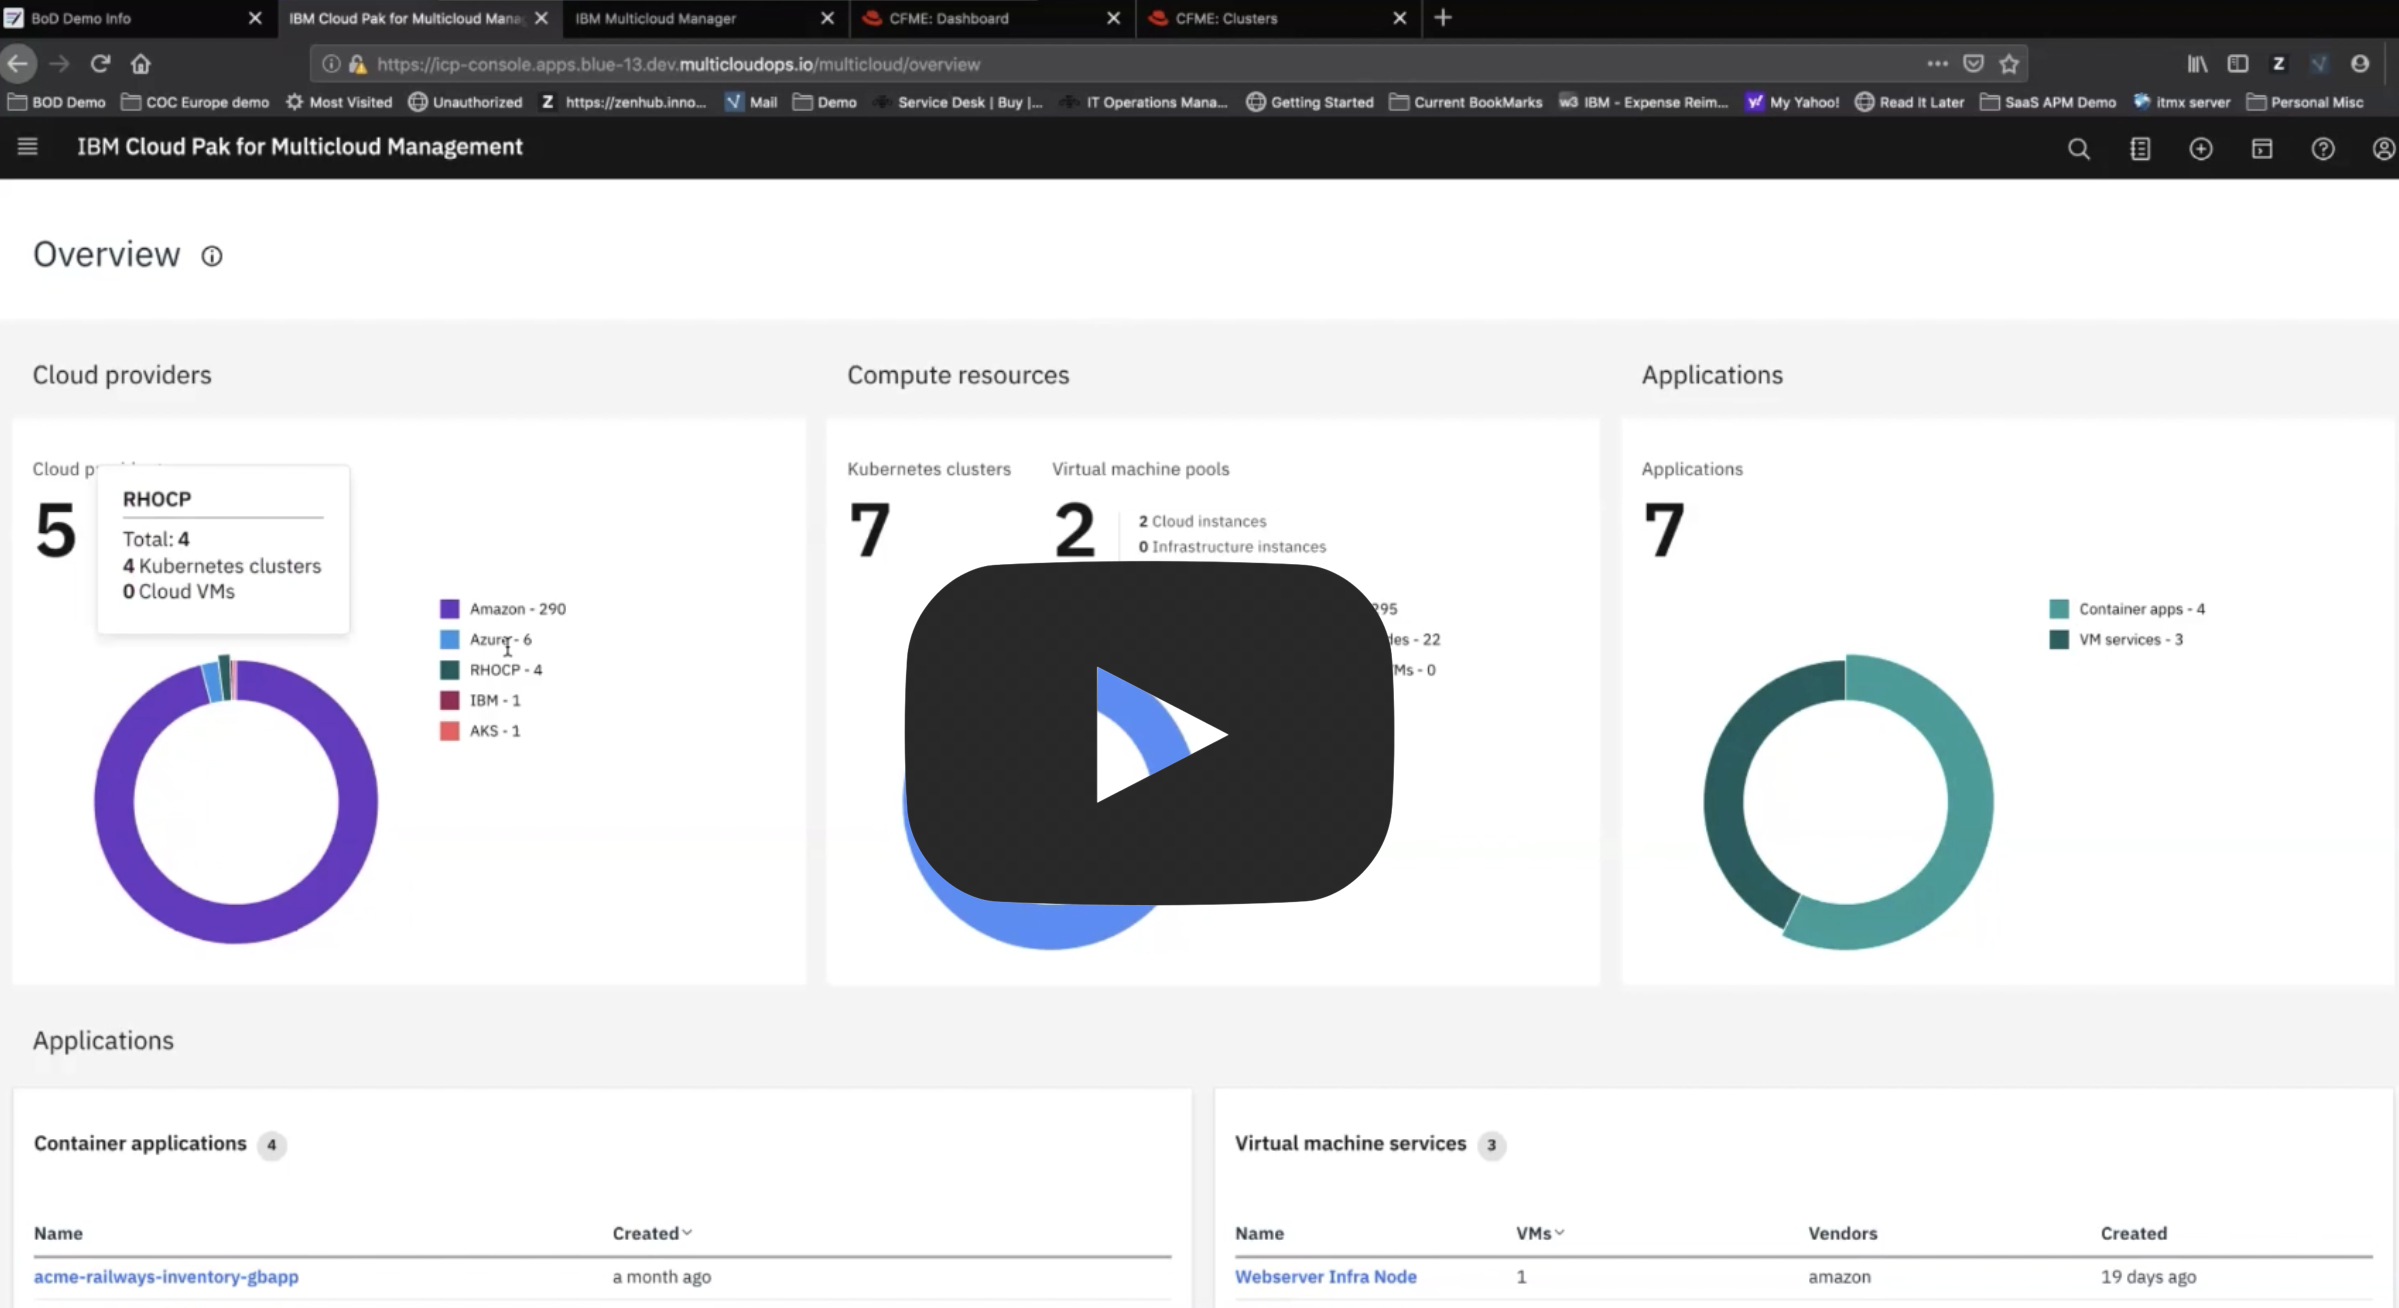 BoD Demo Info
IBM Cloud Pak for Multicloud Mana
IBM Multicloud Manager
CFME: Dashboard
CFME: Clusters
https://icp-console.apps.blue-13.dev.multicloudops.io/multicloud/overview
BOD Demo
COC Europe demo
Most Visited
Unauthorized
Z https://zenhub.inno...
Mail
Demo
Service Desk | Buy |...
IT Operations Mana...
Getting Started
Current BookMarks
w3 IBM - Expense Reim...
y! My Yahoo!
Read It Later
SaaS APM Demo
itmx server
Personal Misc
IBM Cloud Pak for Multicloud Management
Overview
Cloud providers
Compute resources
Applications
Cloud p
5
RHOCP
Total: 4
4 Kubernetes clusters
0 Cloud VMs
Amazon - 290
Azure - 6
RHOCP - 4
IBM - 1
AKS - 1
Kubernetes clusters
7
Virtual machine pools
2
2 Cloud instances
0 Infrastructure instances
295
des - 22
Ms - 0
Applications
7
Container apps - 4
VM services - 3
Applications
Container applications 4
Name Created
acme-railways-inventory-gbapp a month ago
Virtual machine services 3
Name VMs Vendors Created
Webserver Infra Node 1 amazon 19 days ago